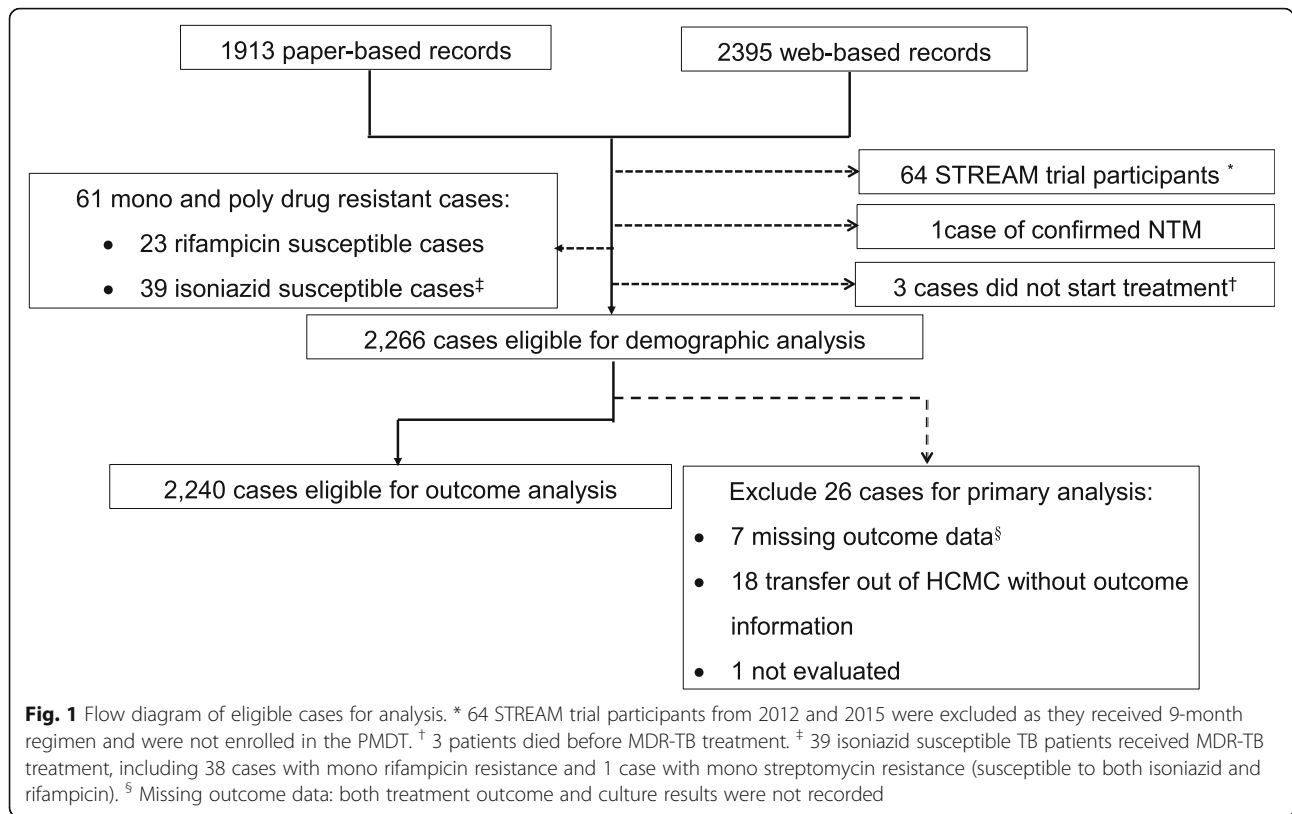 1913 paper-based records
2395 web-based records
64 STREAM trial participants *
61 mono and poly drug resistant cases:
• 23 rifampicin susceptible cases
• 39 isoniazid susceptible cases‡
1case of confirmed NTM
3 cases did not start treatment†
2,266 cases eligible for demographic analysis
2,240 cases eligible for outcome analysis
Exclude 26 cases for primary analysis:
• 7 missing outcome data§
• 18 transfer out of HCMC without outcome
information
• 1 not evaluated
Fig. 1 Flow diagram of eligible cases for analysis. * 64 STREAM trial participants from 2012 and 2015 were excluded as they received 9-month
regimen and were not enrolled in the PMDT. † 3 patients died before MDR-TB treatment. ‡ 39 isoniazid susceptible TB patients received MDR-TB
treatment, including 38 cases with mono rifampicin resistance and 1 case with mono streptomycin resistance (susceptible to both isoniazid and
rifampicin). § Missing outcome data: both treatment outcome and culture results were not recorded